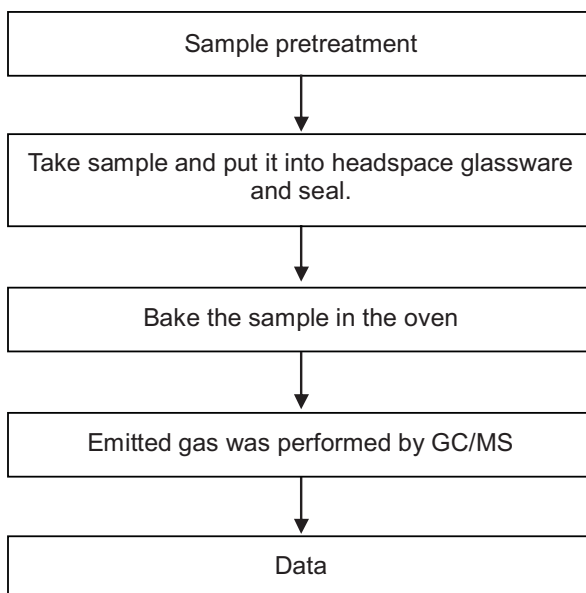 Sample pretreatment
Take sample and put it into headspace glassware
and seal.
Bake the sample in the oven
Emitted gas was performed by GC/MS
Data